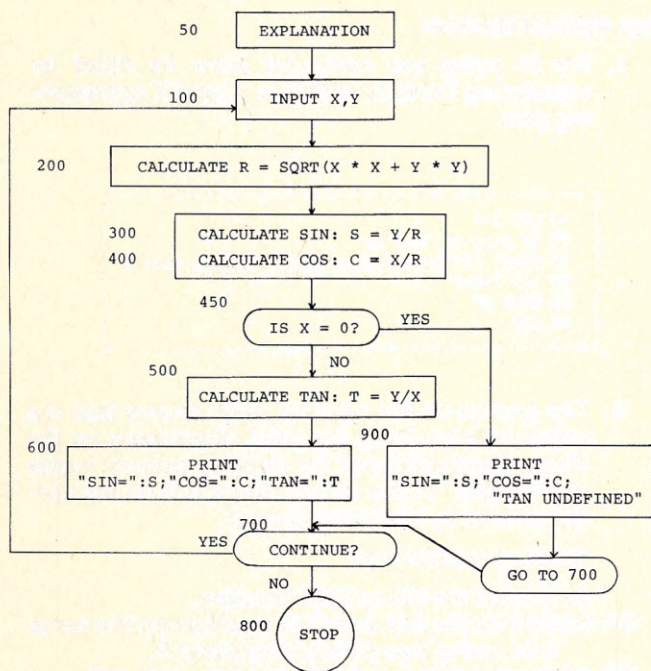 50 EXPLANATION
100 INPUT X,Y
200 CALCULATE R = SQRT(X * X + Y * Y)
300 CALCULATE SIN: S = Y/R
400 CALCULATE COS: C = X/R
450
IS X = 0? YES
NO
500
CALCULATE TAN: T = Y/X
600
PRINT
"SIN=":S;"COS=":C;"TAN=":T
900
PRINT
"SIN=":S;"COS=":C;
"TAN UNDEFINED"
700
YES CONTINUE?
GO TO 700
NO
800 STOP